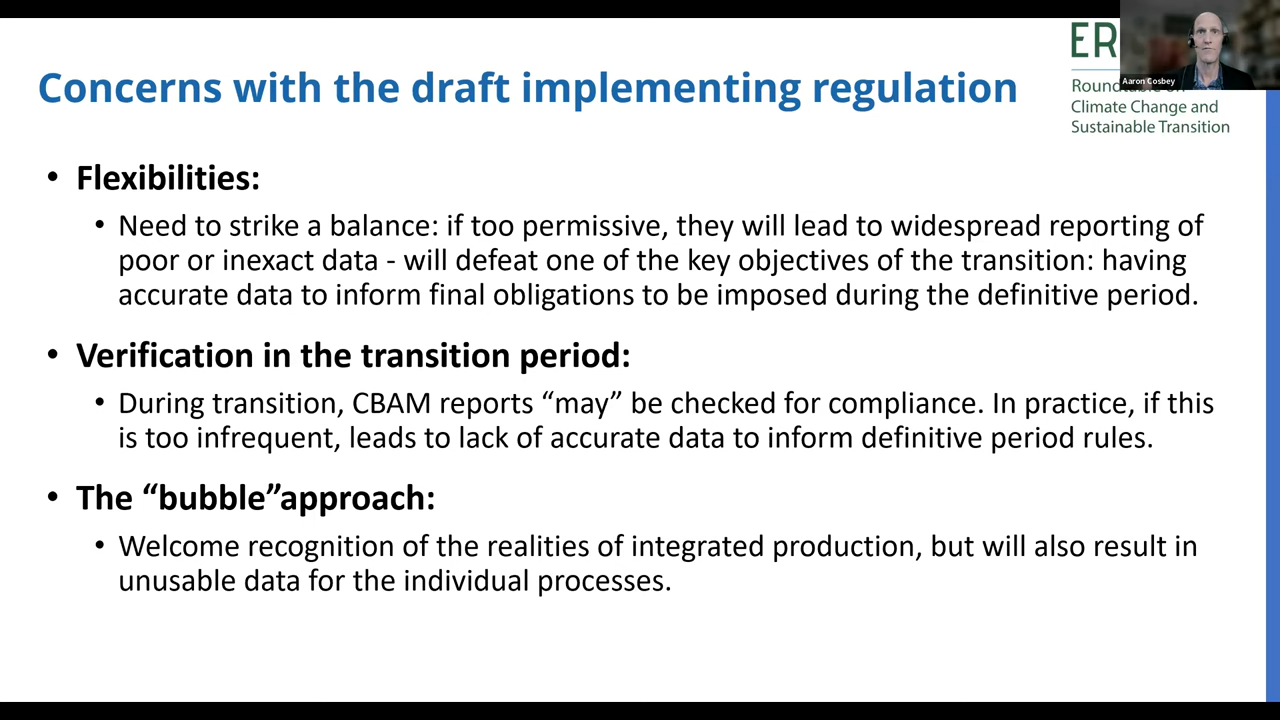 Concerns with the draft implementing regulation
ER
Aaron Cosbey
Climate Change and
Sustainable Transition
• Flexibilities:
• Need to strike a balance: if too permissive, they will lead to widespread reporting of
poor or inexact data - will defeat one of the key objectives of the transition: having
accurate data to inform final obligations to be imposed during the definitive period.
• Verification in the transition period:
• During transition, CBAM reports “may” be checked for compliance. In practice, if this
is too infrequent, leads to lack of accurate data to inform definitive period rules.
• The “bubble”approach:
• Welcome recognition of the realities of integrated production, but will also result in
unusable data for the individual processes.